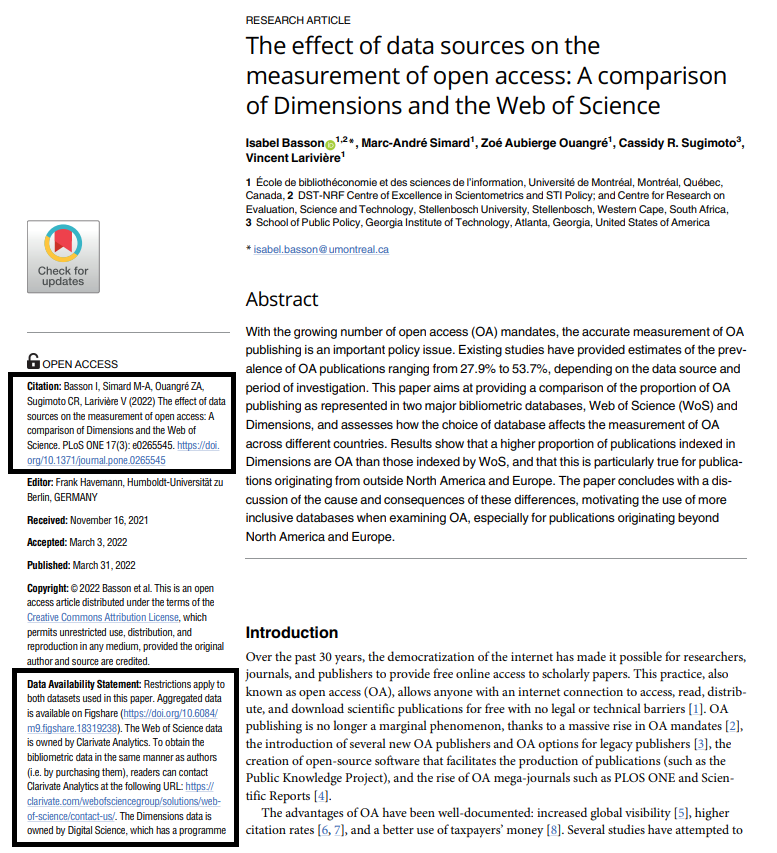 RESEARCH ARTICLE
The effect of data sources on the
measurement of open access: A comparison
of Dimensions and the Web of Science
Isabel Basson1,2*, Marc-André Simard1, Zoé Aubierge Ouangré1, Cassidy R. Sugimoto3,
Vincent Larivière1
1 École de bibliothéconomie et des sciences de l’information, Université de Montréal, Montréal, Québec,
Canada, 2 DST-NRF Centre of Excellence in Scientometrics and STI Policy; and Centre for Research on
Evaluation, Science and Technology, Stellenbosch University, Stellenbosch, Western Cape, South Africa,
3 School of Public Policy, Georgia Institute of Technology, Atlanta, Georgia, United States of America
* isabel.basson@umontreal.ca
Abstract
With the growing number of open access (OA) mandates, the accurate measurement of OA
publishing is an important policy issue. Existing studies have provided estimates of the prev-
alence of OA publications ranging from 27.9% to 53.7%, depending on the data source and
period of investigation. This paper aims at providing a comparison of the proportion of OA
publishing as represented in two major bibliometric databases, Web of Science (WoS) and
Dimensions, and assesses how the choice of database affects the measurement of OA
across different countries. Results show that a higher proportion of publications indexed in
Dimensions are OA than those indexed by WoS, and that this is particularly true for publica-
tions originating from outside North America and Europe. The paper concludes with a dis-
cussion of the cause and consequences of these differences, motivating the use of more
inclusive databases when examining OA, especially for publications originating beyond
North America and Europe.
Introduction
Over the past 30 years, the democratization of the internet has made it possible for researchers,
journals, and publishers to provide free online access to scholarly papers. This practice, also
known as open access (OA), allows anyone with an internet connection to access, read, distrib-
ute, and download scientific publications for free with no legal or technical barriers [1]. OA
publishing is no longer a marginal phenomenon, thanks to a massive rise in OA mandates [2],
the introduction of several new OA publishers and OA options for legacy publishers [3], the
creation of open-source software that facilitates the production of publications (such as the
Public Knowledge Project), and the rise of OA mega-journals such as PLOS ONE and Scien-
tific Reports [4].
The advantages of OA have been well-documented: increased global visibility [5], higher
citation rates [6, 7], and a better use of taxpayers’ money [8]. Several studies have attempted to
Check for
updates
OPEN ACCESS
Citation: Basson I, Simard M-A, Ouangré ZA,
Sugimoto CR, Larivière V (2022) The effect of data
sources on the measurement of open access: A
comparison of Dimensions and the Web of
Science. PLoS ONE 17(3): e0265545. https://doi.
org/10.1371/journal.pone.0265545
Editor: Frank Havemann, Humboldt-Universität zu
Berlin, GERMANY
Received: November 16, 2021
Accepted: March 3, 2022
Published: March 31, 2022
Copyright: © 2022 Basson et al. This is an open
access article distributed under the terms of the
Creative Commons Attribution License, which
permits unrestricted use, distribution, and
reproduction in any medium, provided the original
author and source are credited.
Data Availability Statement: Restrictions apply to
both datasets used in this paper. Aggregated data
is available on Figshare (https://doi.org/10.6084/
m9.figshare.18319238). The Web of Science data
is owned by Clarivate Analytics. To obtain the
bibliometric data in the same manner as authors
(i.e. by purchasing them), readers can contact
Clarivate Analytics at the following URL: https://
clarivate.com/webofsciencegroup/solutions/web-
of-science/contact-us/. The Dimensions data is
owned by Digital Science, which has a programme